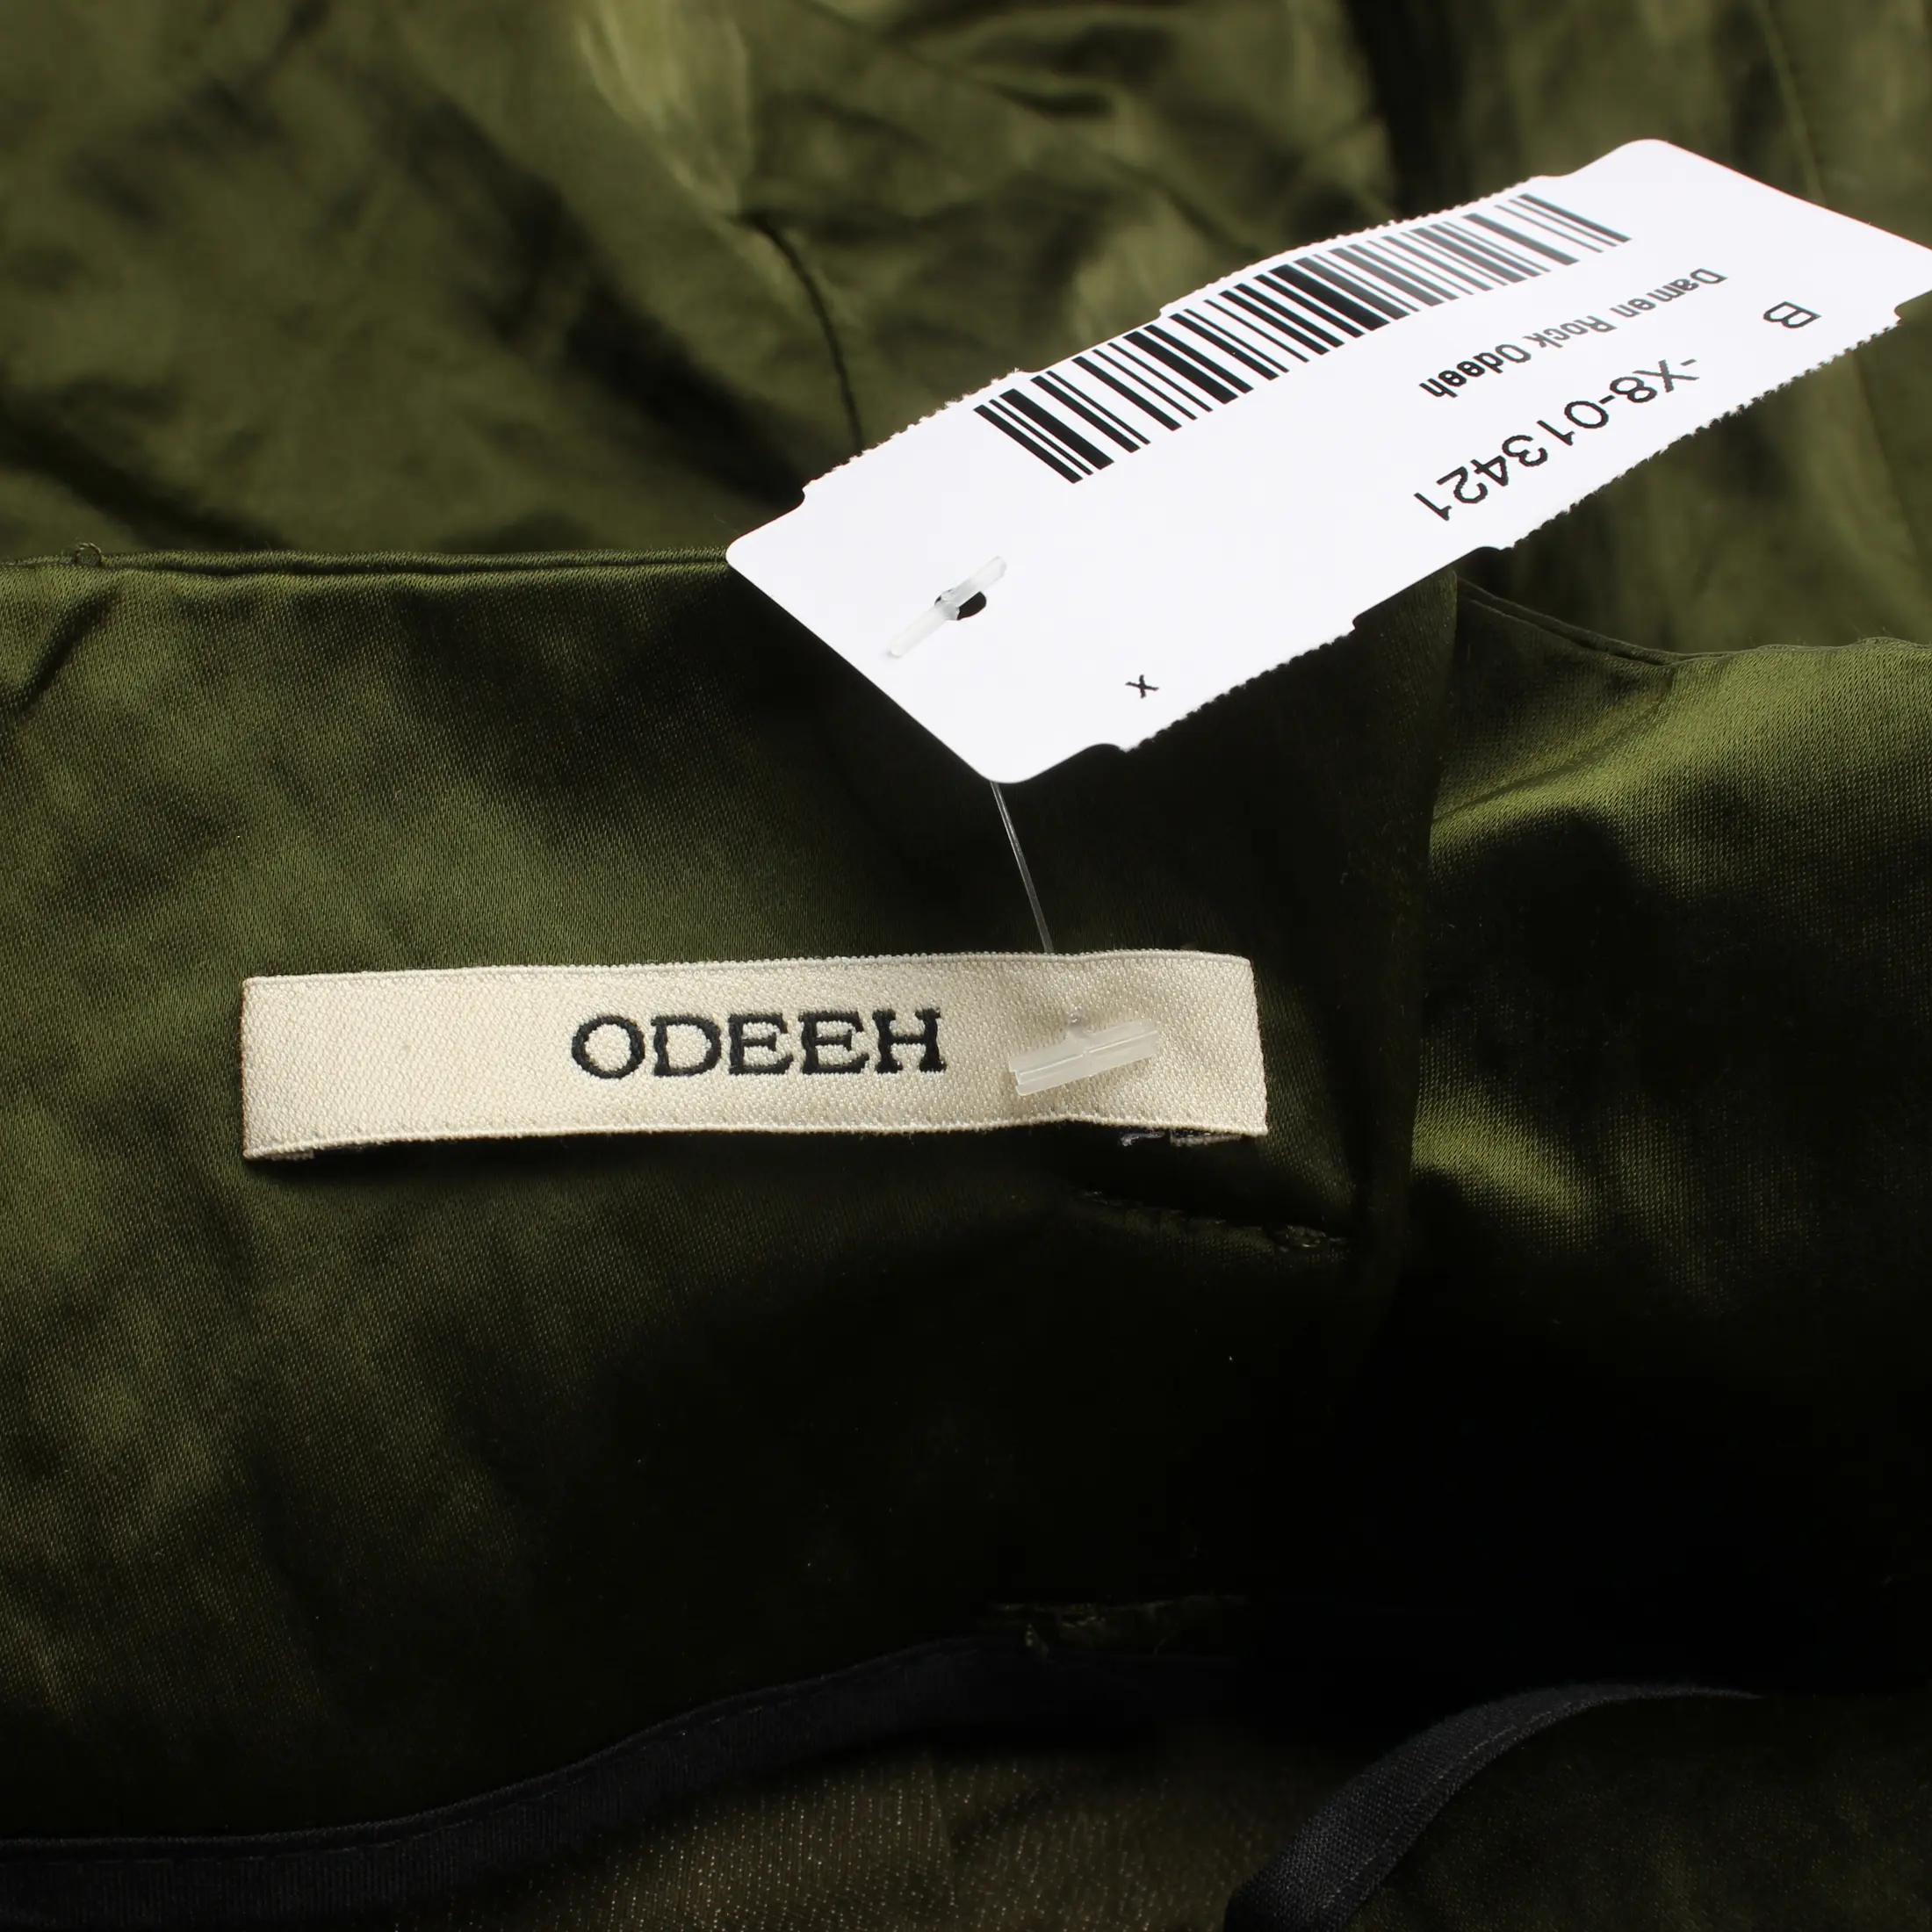 B
Damen Rock Odeeh
-X8-013421
x
ODEEH